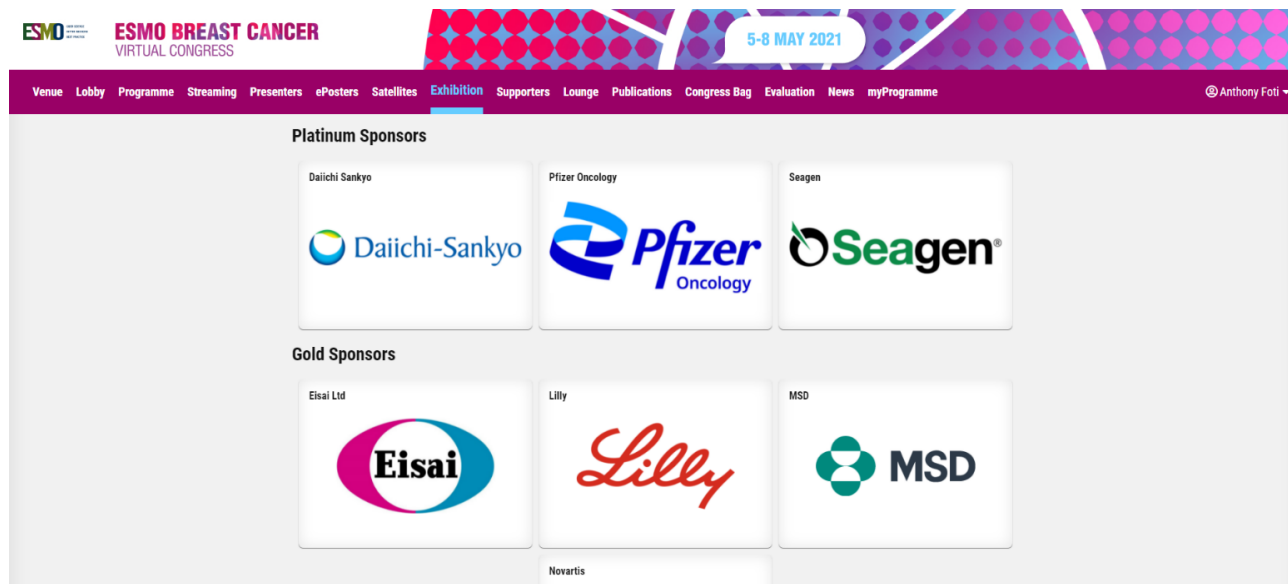 ESMO
ESMO BREAST CANCER
VIRTUAL CONGRESS
5-8 MAY 2021
Venue Lobby Programme Streaming Presenters ePosters Satellites Exhibition Supporters Lounge Publications Congress Bag Evaluation News myProgramme Anthony Foti
Platinum Sponsors
Daiichi Sankyo Pfizer Oncology Seagen
Daiichi-Sankyo
Pfizer
Oncology
Seagen®
Gold Sponsors
Eisai Ltd Lilly MSD
Eisai
Lilly
MSD
Novartis